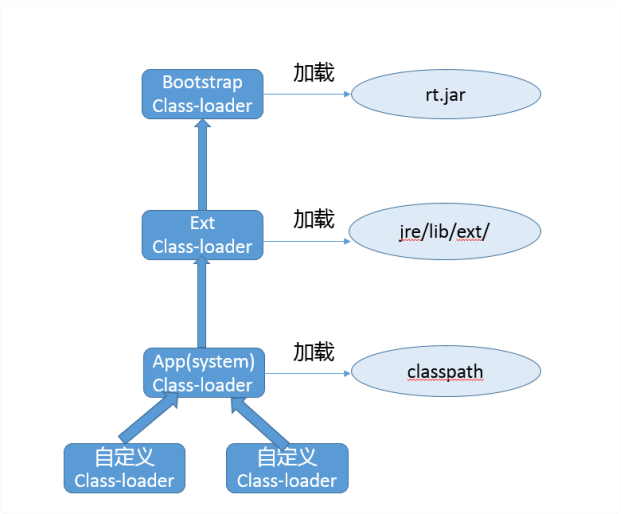 Bootstrap
Class-loader
加载
rt.jar
Ext
Class-loader
加载
jre/lib/ext/
App(system)
Class-loader
加载
classpath
自定义
Class-loader
自定义
Class-loader